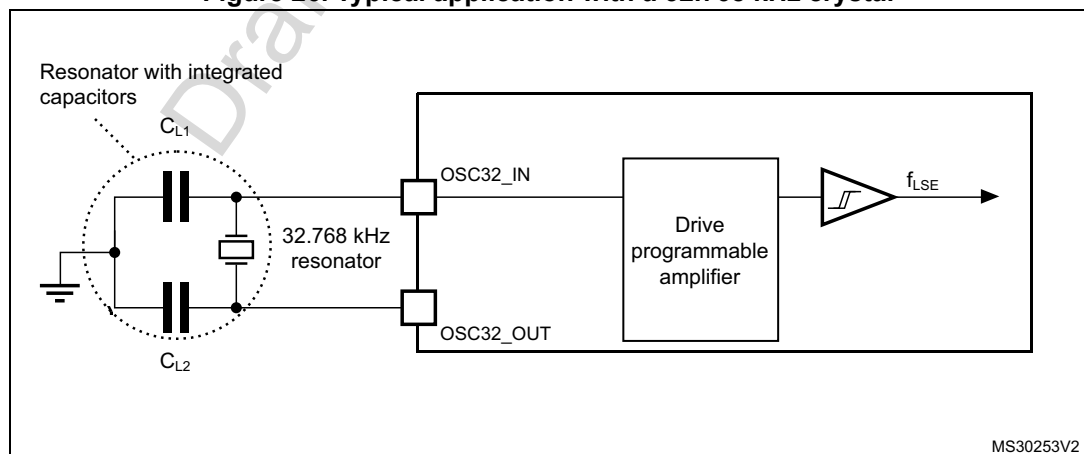 Resonator with integrated
capacitors
CL1
OSC32_IN
fLSE
32.768 kHz
resonator
Drive
programmable
amplifier
OSC32_OUT
CL2
MS30253V2